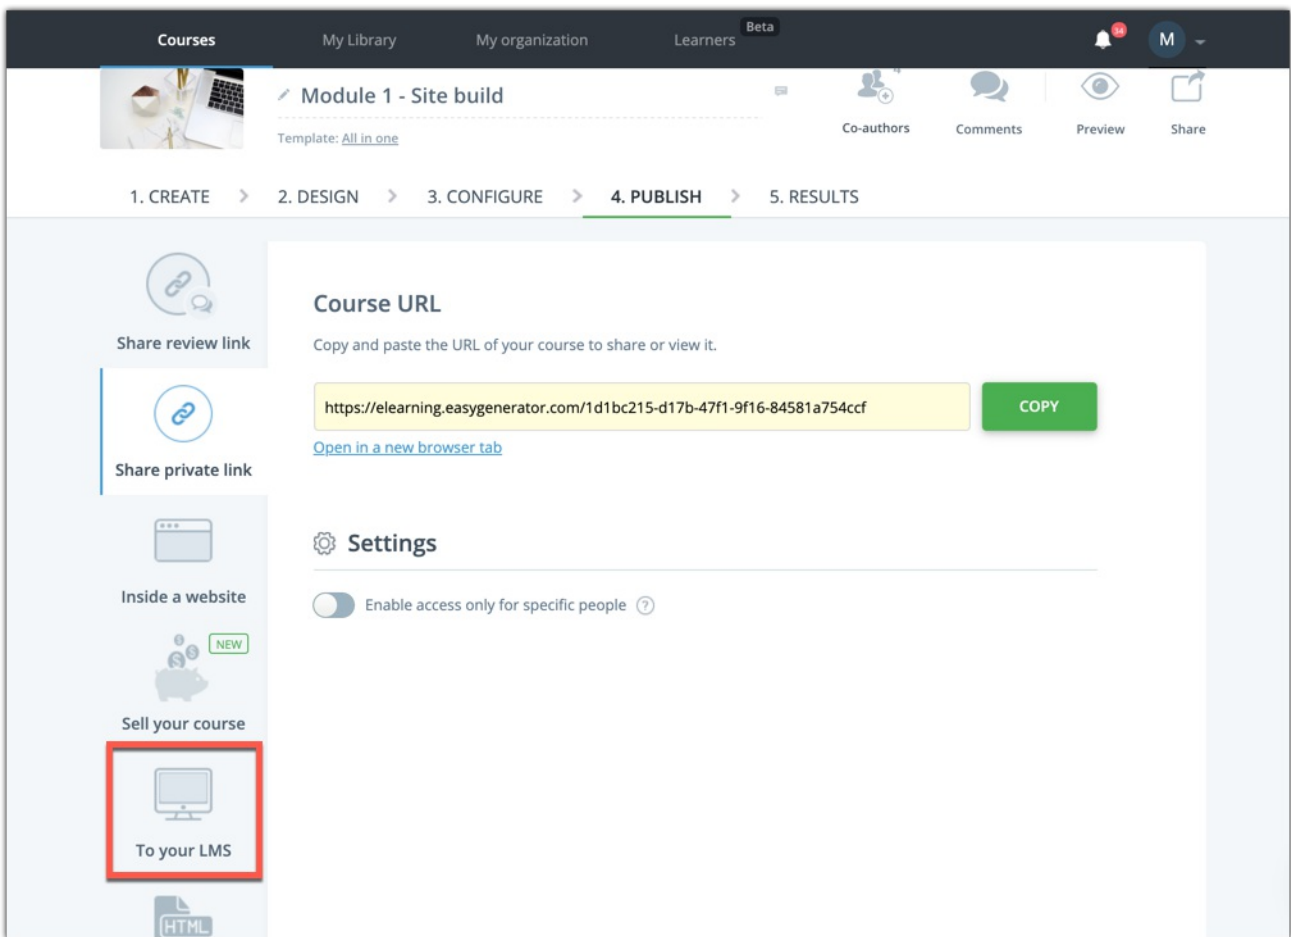 Courses
My Library
My organization
Learners
Beta
34
M
Module 1 - Site build
Template: All in one
Co-authors
Comments
Preview
Share
1. CREATE
2. DESIGN
3. CONFIGURE
4. PUBLISH
5. RESULTS
Share review link
Share private link
Inside a website
NEW
Sell your course
To your LMS
HTML
Course URL
Copy and paste the URL of your course to share or view it.
https://elearning.easygenerator.com/1d1bc215-d17b-47f1-9f16-84581a754ccf
COPY
Open in a new browser tab
Settings
Enable access only for specific people
?